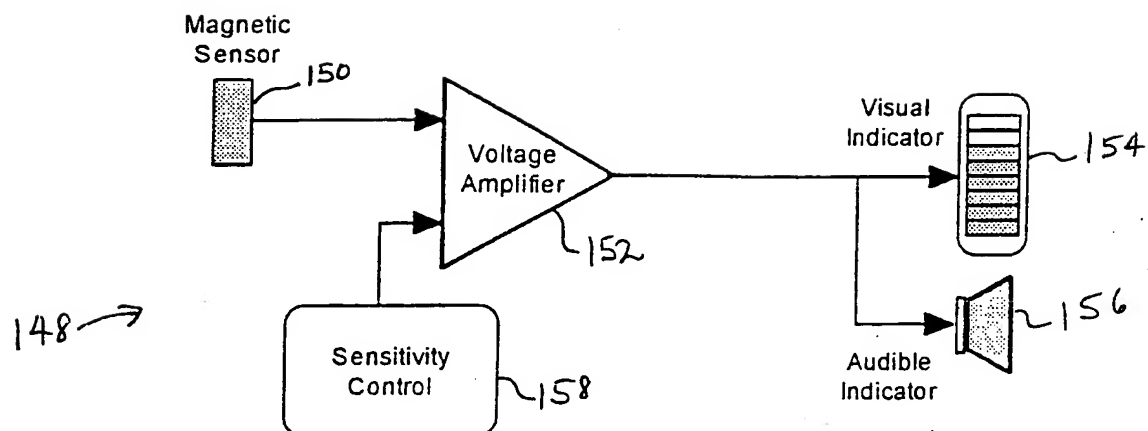 Magnetic
Sensor
150
Voltage
Amplifier
152
Visual
Indicator
154
148
Sensitivity
Control
158
Audible
Indicator
156